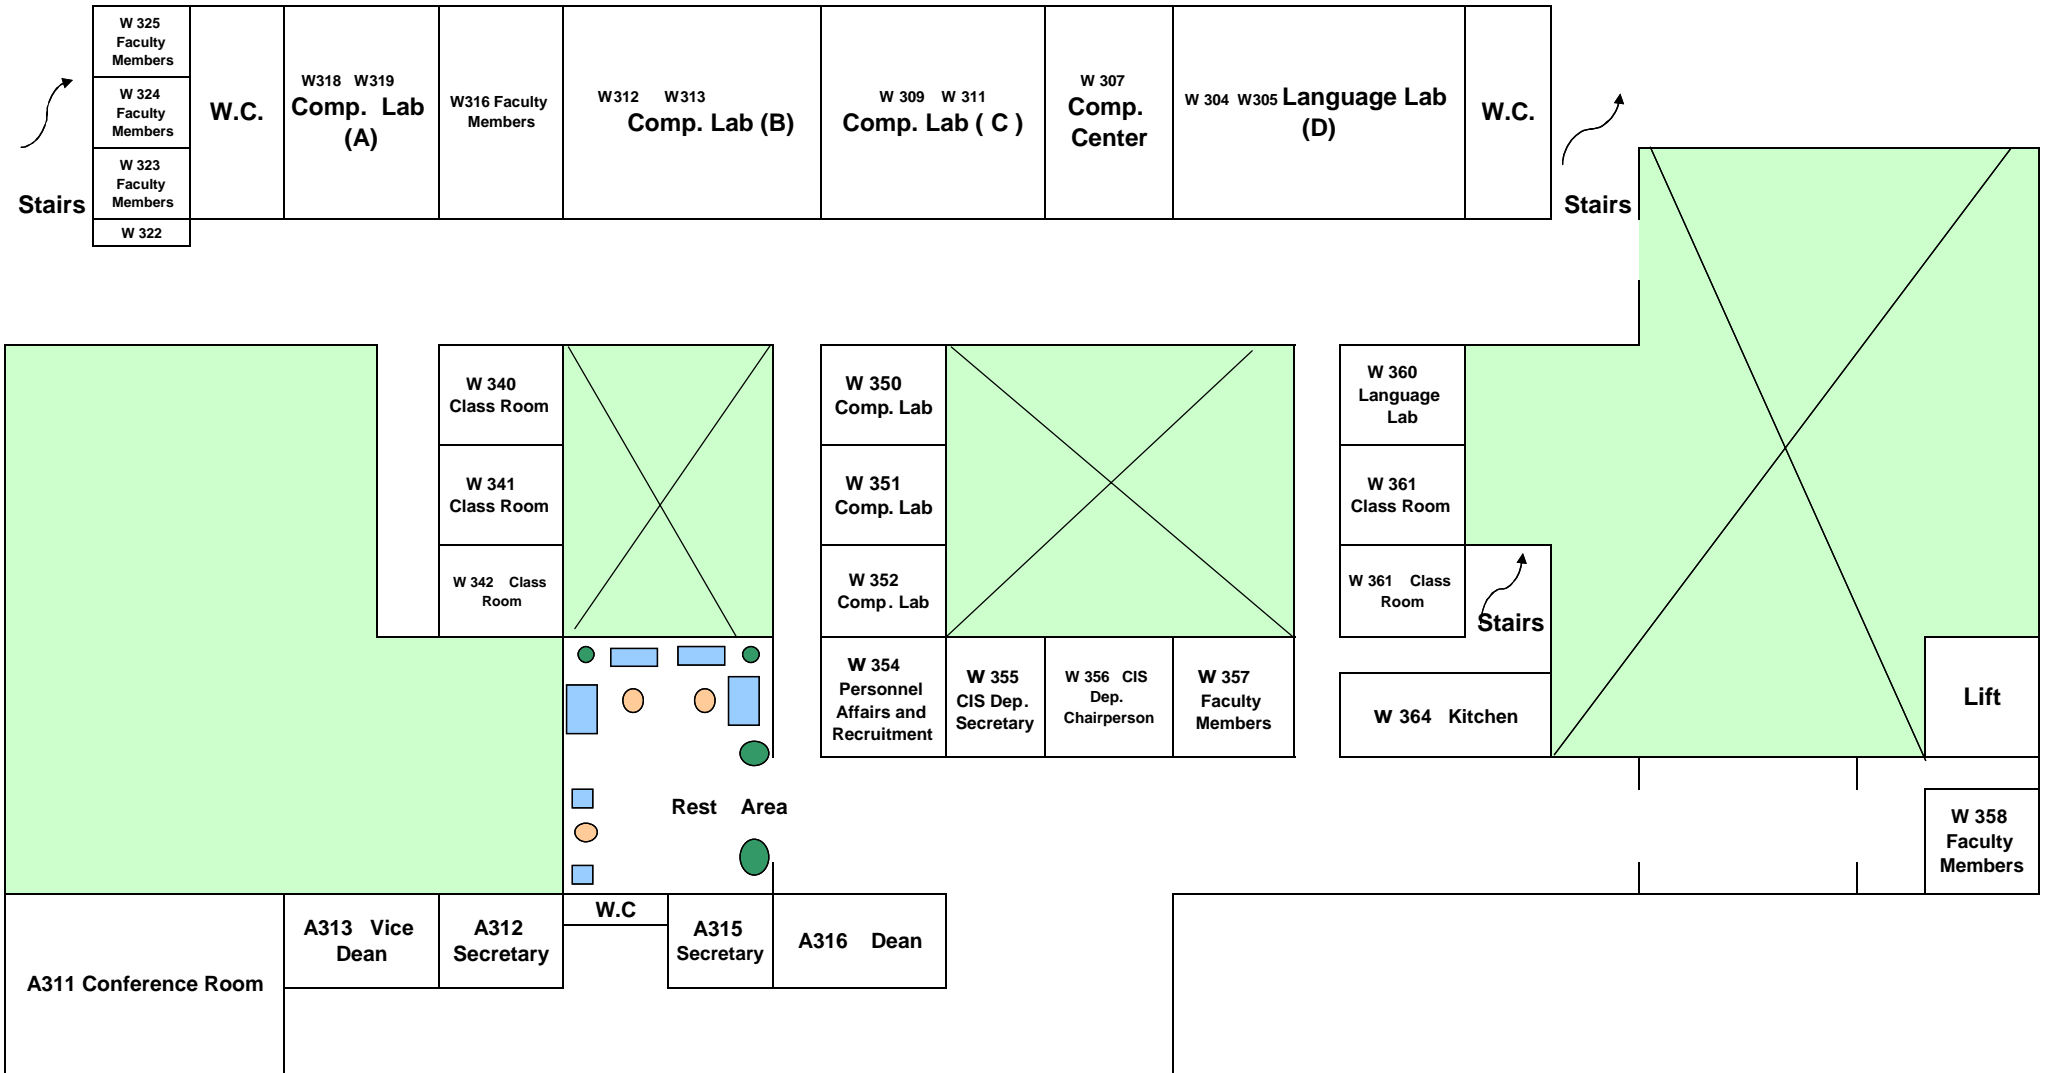 W 325
Faculty
Members
W 324
Faculty
Members
W 323
Faculty
Members
W 322
Stairs
W.C.
W318 W319
Comp. Lab
(A)
W316 Faculty
Members
W312 W313
Comp. Lab (B)
W 309 W 311
Comp. Lab ( C )
W 307
Comp.
Center
W 304 W305 Language Lab
(D)
W.C.
Stairs
W 340
Class Room
W 341
Class Room
W 342 Class
Room
W 350
Comp. Lab
W 351
Comp. Lab
W 352
Comp. Lab
W 360
Language
Lab
W 361
Class Room
W 361 Class
Room
Stairs
W 354
Personnel
Affairs and
Recruitment
W 355
CIS Dep.
Secretary
W 356 CIS
Dep.
Chairperson
W 357
Faculty
Members
W 364 Kitchen
Lift
Rest Area
W 358
Faculty
Members
A311 Conference Room
A313 Vice
Dean
A312
Secretary
W.C
A315
Secretary
A316 Dean